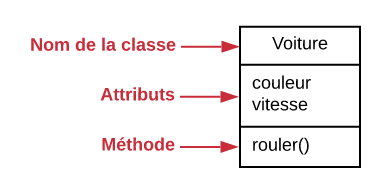 Nom de la classe
Voiture
Attributs
couleur
vitesse
Méthode
rouler()